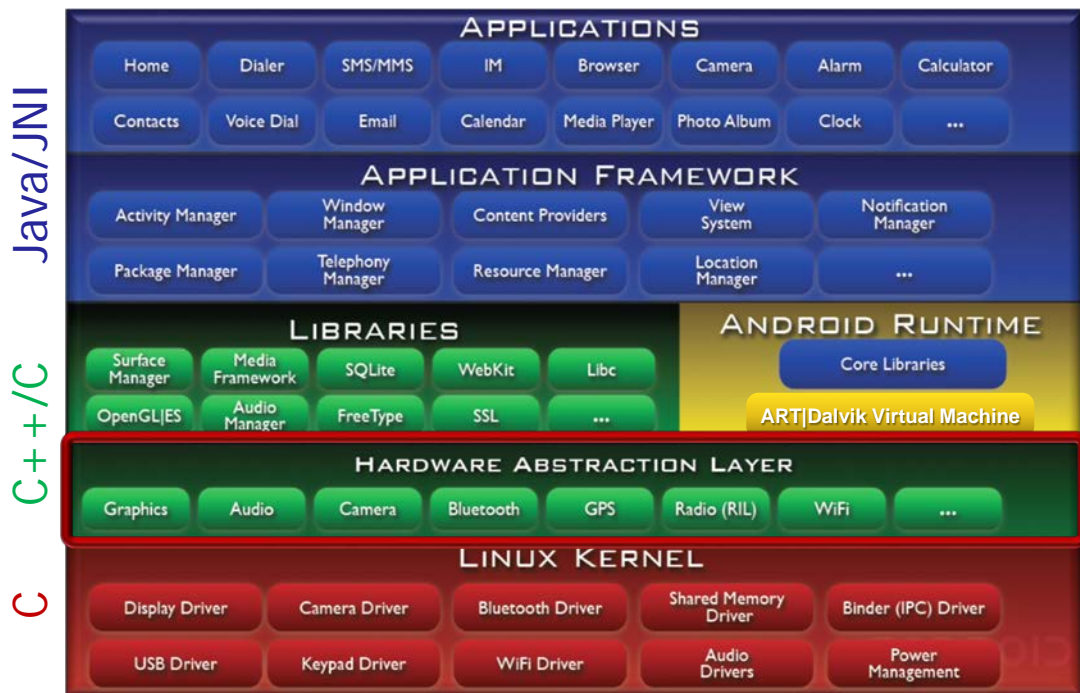 Java/JNI
C++/C
C
APPLICATIONS
Home Dialer SMS/MMS IM Browser Camera Alarm Calculator
Contacts Voice Dial Email Calendar Media Player Photo Album Clock ...
APPLICATION FRAMEWORK
Activity Manager Window Manager Content Providers View System Notification Manager
Package Manager Telephony Manager Resource Manager Location Manager ...
LIBRARIES
Surface Manager Media Framework SQLite WebKit Libc
OpenGL|ES Audio Manager FreeType SSL ...
ANDROID RUNTIME
Core Libraries
ART|Dalvik Virtual Machine
HARDWARE ABSTRACTION LAYER
Graphics Audio Camera Bluetooth GPS Radio (RIL) WiFi ...
LINUX KERNEL
Display Driver Camera Driver Bluetooth Driver Shared Memory Driver Binder (IPC) Driver
USB Driver Keypad Driver WiFi Driver Audio Drivers Power Management